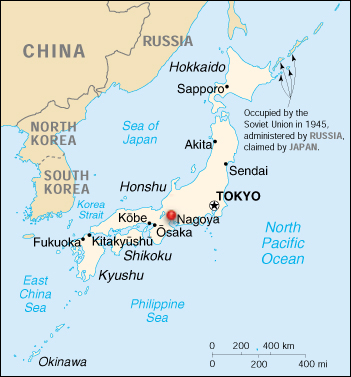 RUSSIA
CHINA
Hokkaido
Sapporo
Occupied by the
Soviet Union in 1945,
administered by RUSSIA,
claimed by JAPAN.
NORTH
KOREA
Sea of
Japan
Akita
Sendai
SOUTH
KOREA
Honshu
TOKYO
Korea
Strait
Kōbe
Nagoya
North
Pacific
Ocean
Fukuoka
Kitakyūshū
Ōsaka
Shikoku
Kyushu
East
China
Sea
Philippine
Sea
Okinawa
0 200 400 km
0 200 400 mi